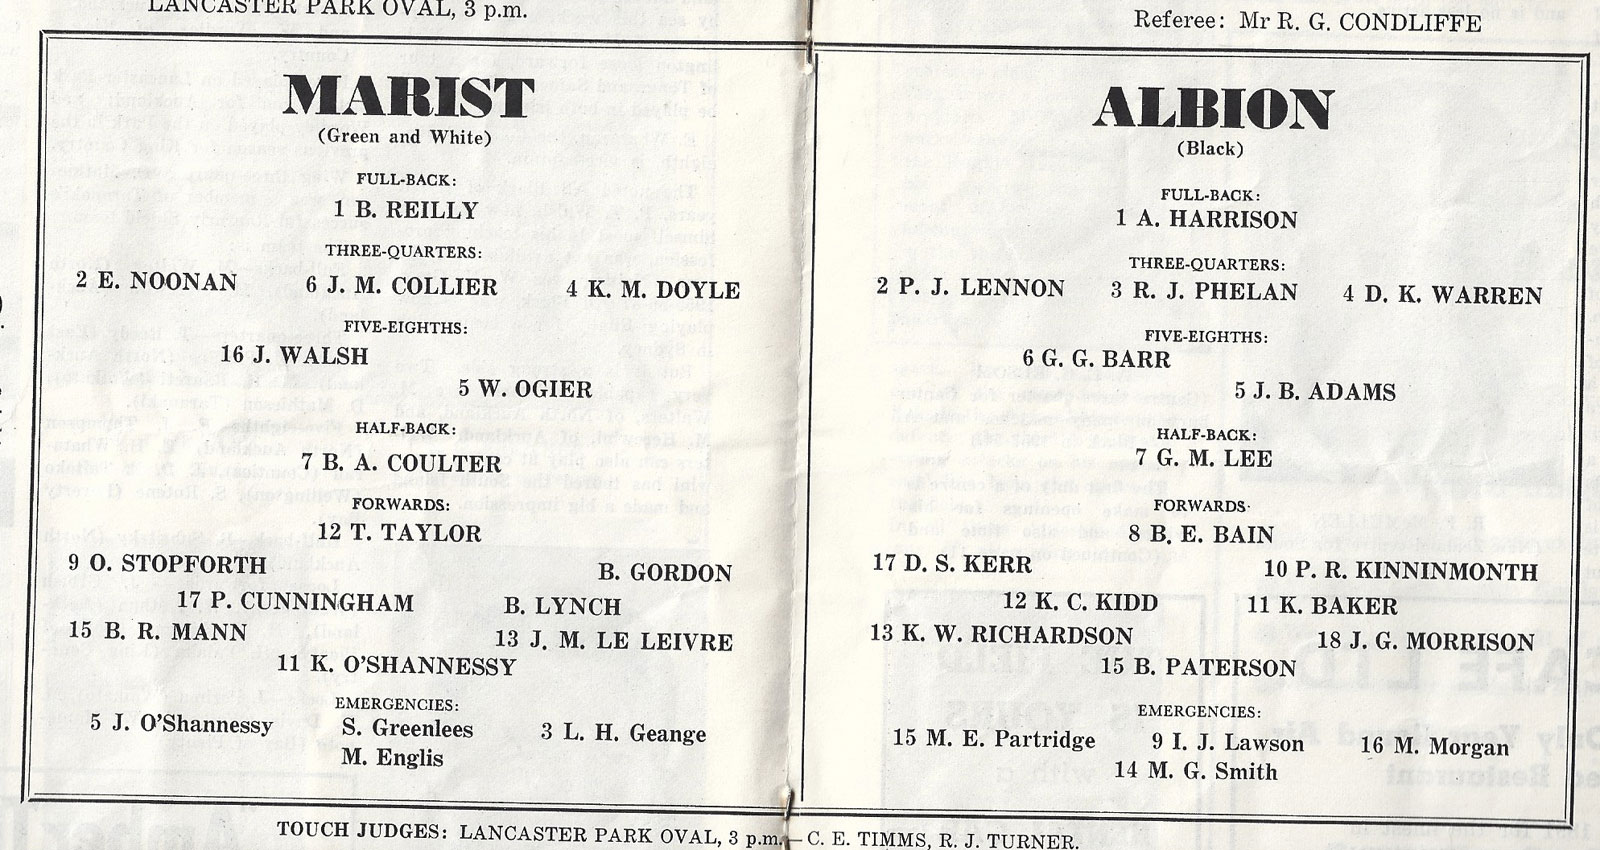 LANCASTER PARK OVAL, 3 p.m.
Referee: Mr R. G. CONDLIFFE
MARIST
(Green and White)
FULL-BACK:
1 B. REILLY
THREE-QUARTERS:
2 E. NOONAN 6 J. M. COLLIER 4 K. M. DOYLE
FIVE-EIGHTHS:
16 J. WALSH
5 W. OGIER
HALF-BACK:
7 B. A. COULTER
FORWARDS:
12 T. TAYLOR
9 O. STOPFORTH B. GORDON
17 P. CUNNINGHAM B. LYNCH
15 B. R. MANN 13 J. M. LE LEIVRE
11 K. O'SHANNESSY
EMERGENCIES:
5 J. O'Shannessy S. Greenlees 3 L. H. Geange
M. Englis
ALBION
(Black)
FULL-BACK:
1 A. HARRISON
THREE-QUARTERS:
2 P. J. LENNON 3 R. J. PHELAN 4 D. K. WARREN
FIVE-EIGHTHS:
6 G. G. BARR
5 J. B. ADAMS
HALF-BACK:
7 G. M. LEE
FORWARDS:
8 B. E. BAIN
17 D. S. KERR 10 P. R. KINNINMONTH
12 K. C. KIDD 11 K. BAKER
13 K. W. RICHARDSON 18 J. G. MORRISON
15 B. PATERSON
EMERGENCIES:
15 M. E. Partridge 9 I. J. Lawson 16 M. Morgan
14 M. G. Smith
TOUCH JUDGES: LANCASTER PARK OVAL, 3 p.m.—C. E. TIMMS, R. J. TURNER.